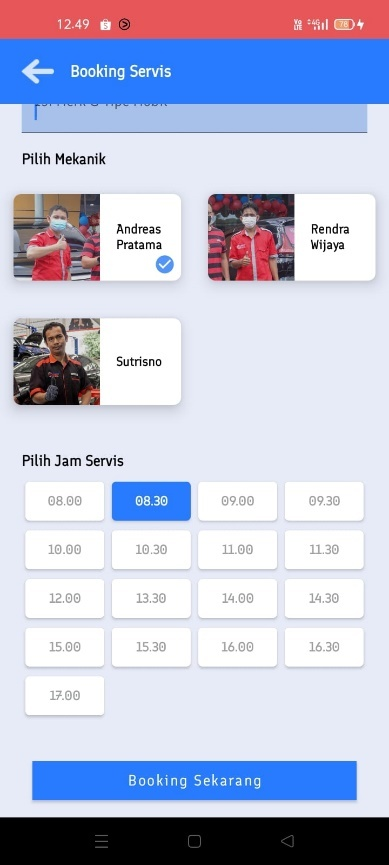 12.49
78
Booking Servis
Pilih Mekanik
Andreas
Pratama
Rendra
Wijaya
Sutrisno
Pilih Jam Servis
08.00 08.30 09.00 09.30
10.00 10.30 11.00 11.30
12.00 13.30 14.00 14.30
15.00 15.30 16.00 16.30
17.00
Booking Sekarang